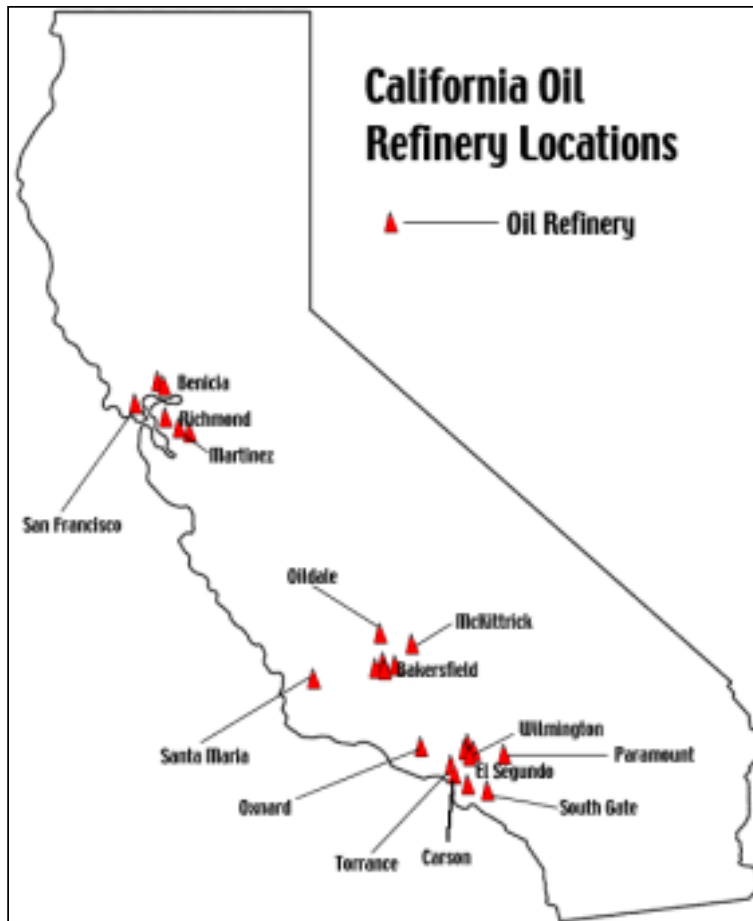 California Oil
Refinery Locations
Oil Refinery
Benicia
Richmond
Martinez
San Francisco
Oildale
McKittrick
Bakersfield
Santa Maria
Wilmington
Paramount
El Segundo
Oxnard
South Gate
Torrance
Carson